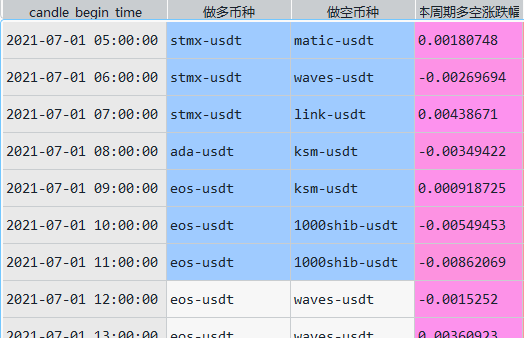 candle_begin_time 做多币种 做空币种 本周期多空涨跌幅
2021-07-01 05:00:00 stmx-usdt matic-usdt 0.00180748
2021-07-01 06:00:00 stmx-usdt waves-usdt -0.00269694
2021-07-01 07:00:00 stmx-usdt link-usdt 0.00438671
2021-07-01 08:00:00 ada-usdt ksm-usdt -0.00349422
2021-07-01 09:00:00 eos-usdt ksm-usdt 0.000918725
2021-07-01 10:00:00 eos-usdt 1000shib-usdt -0.00549453
2021-07-01 11:00:00 eos-usdt 1000shib-usdt -0.00862069
2021-07-01 12:00:00 eos-usdt waves-usdt -0.0015252
2021-07-01 13:00:00 eos-usdt waves-usdt 0.00360923